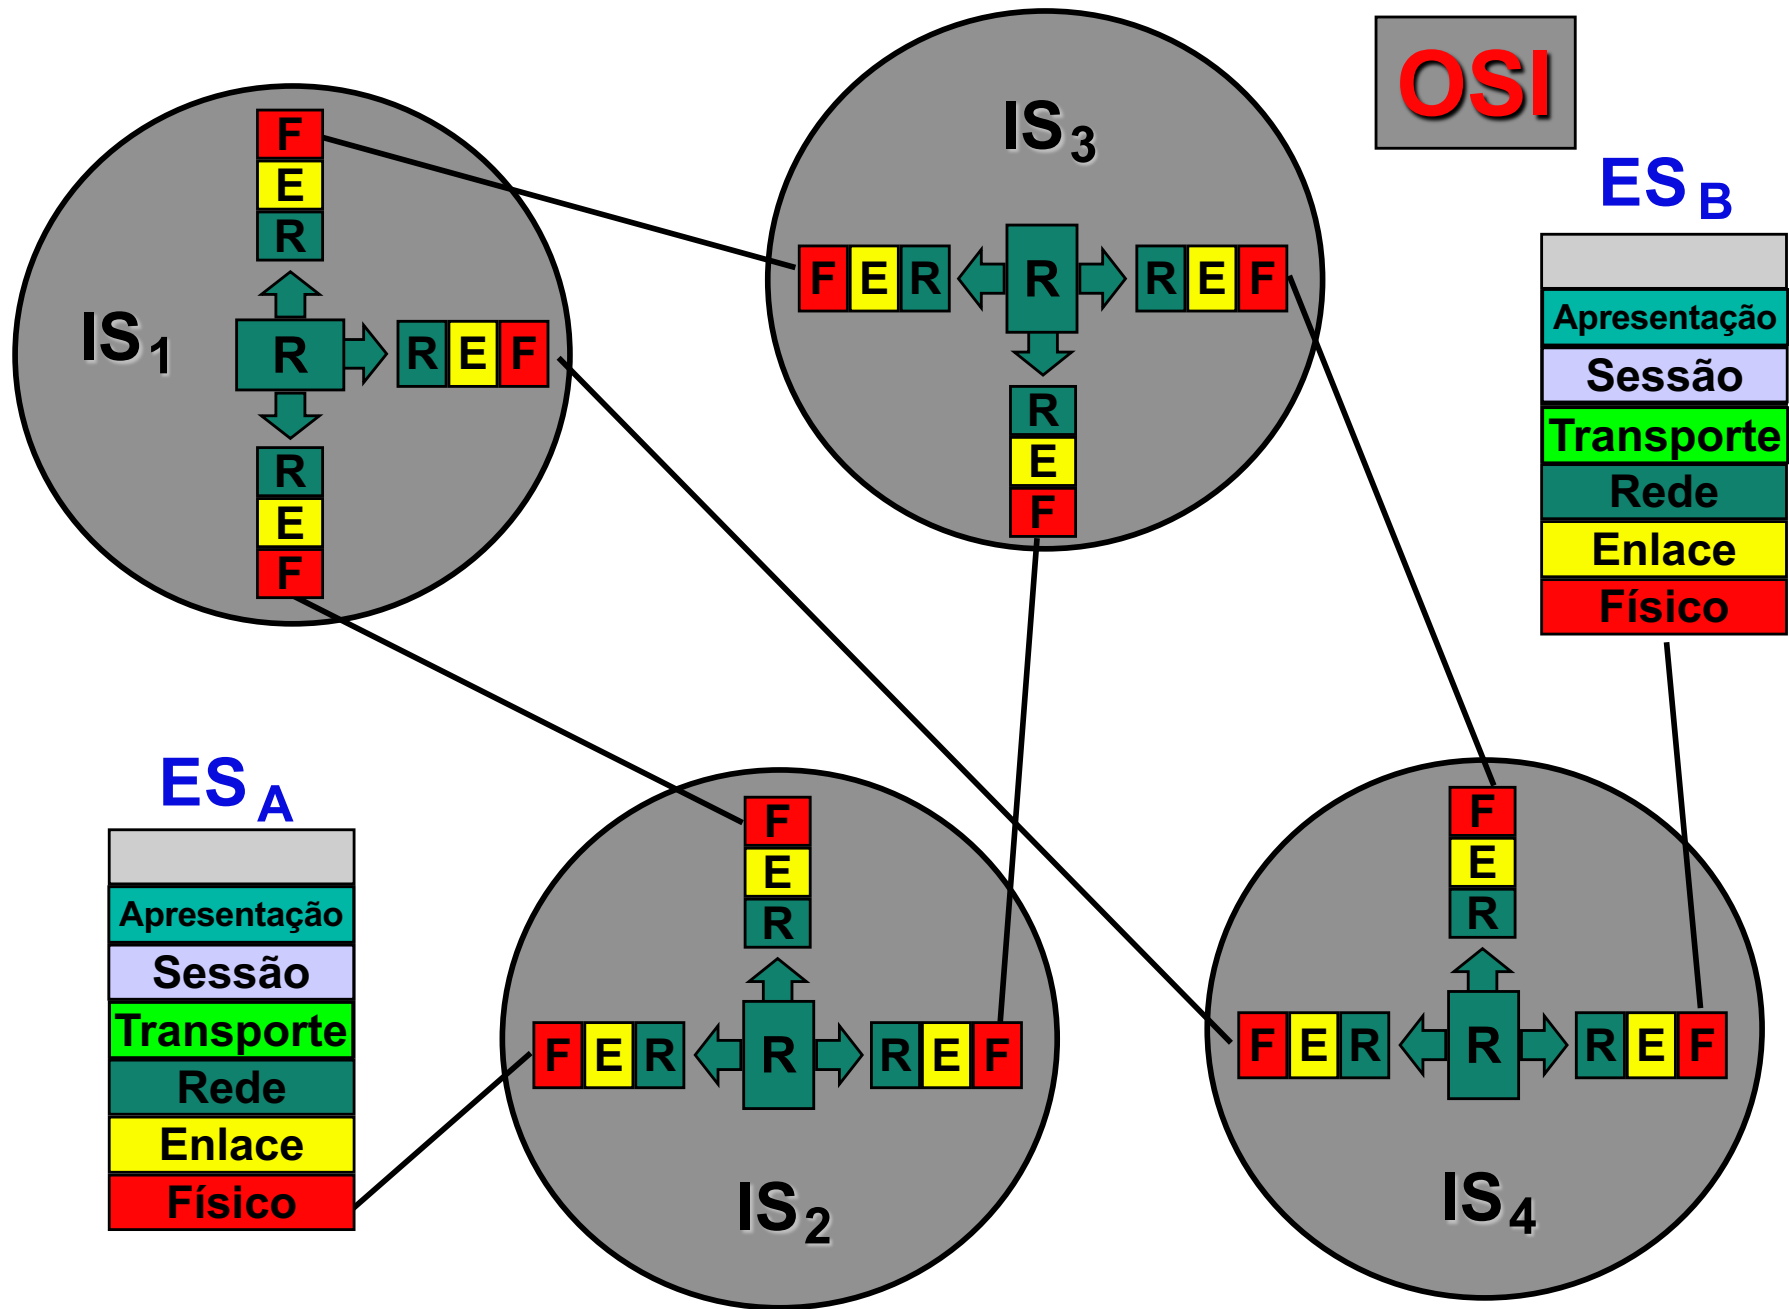 OSI
IS3
F
E
R
IS1
R
R E F
R
E
F
F E R
R
R E F
R
E
F
ES B
Apresentação
Sessão
Transporte
Rede
Enlace
Físico
ES A
Apresentação
Sessão
Transporte
Rede
Enlace
Físico
F
E
R
F E R
R
R E F
IS2
F
E
R
F E R
R
R E F
IS4